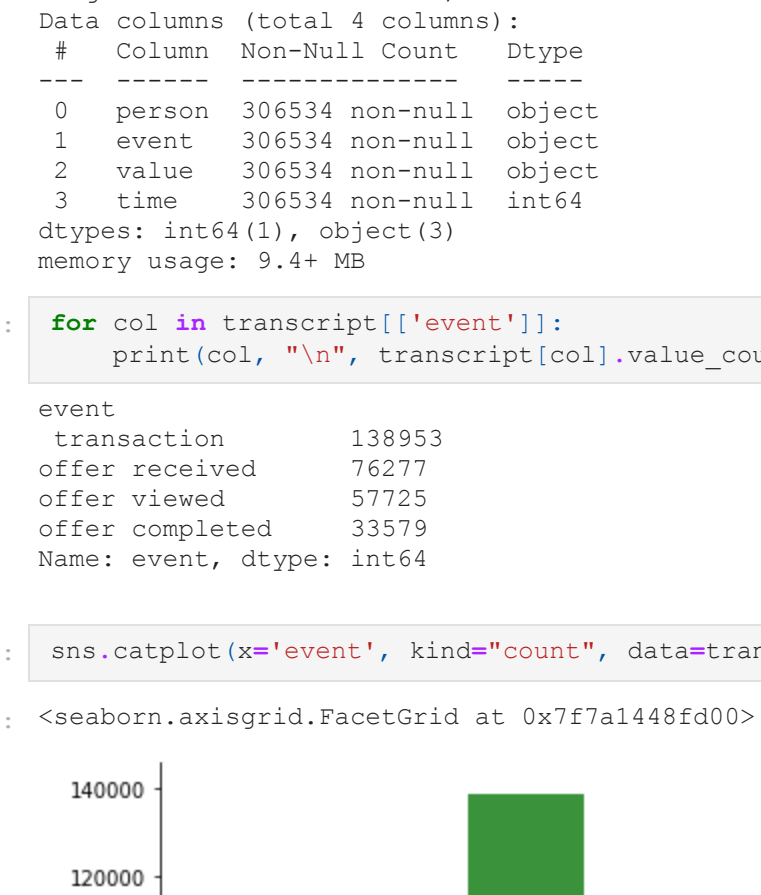 Data columns (total 4 columns):
#   Column  Non-Null Count   Dtype
---  ------  --------------   -----
0   person  306534 non-null  object
1   event   306534 non-null  object
2   value   306534 non-null  object
3   time    306534 non-null  int64
dtypes: int64(1), object(3)
memory usage: 9.4+ MB
: for col in transcript[['event']]:
print(col, "\n", transcript[col].value_cou
event
transaction        138953
offer received      76277
offer viewed        57725
offer completed     33579
Name: event, dtype: int64
: sns.catplot(x='event', kind="count", data=tran
: <seaborn.axisgrid.FacetGrid at 0x7f7a1448fd00>
140000
120000